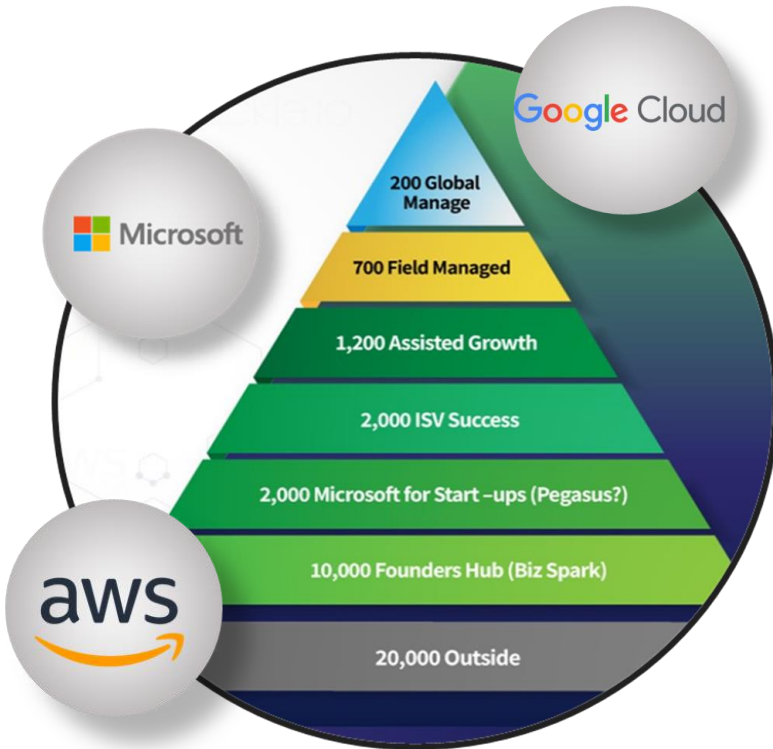 Google Cloud
Microsoft
200 Global
Manage
700 Field Managed
1,200 Assisted Growth
2,000 ISV Success
2,000 Microsoft for Start –ups (Pegasus?)
10,000 Founders Hub (Biz Spark)
aws
20,000 Outside